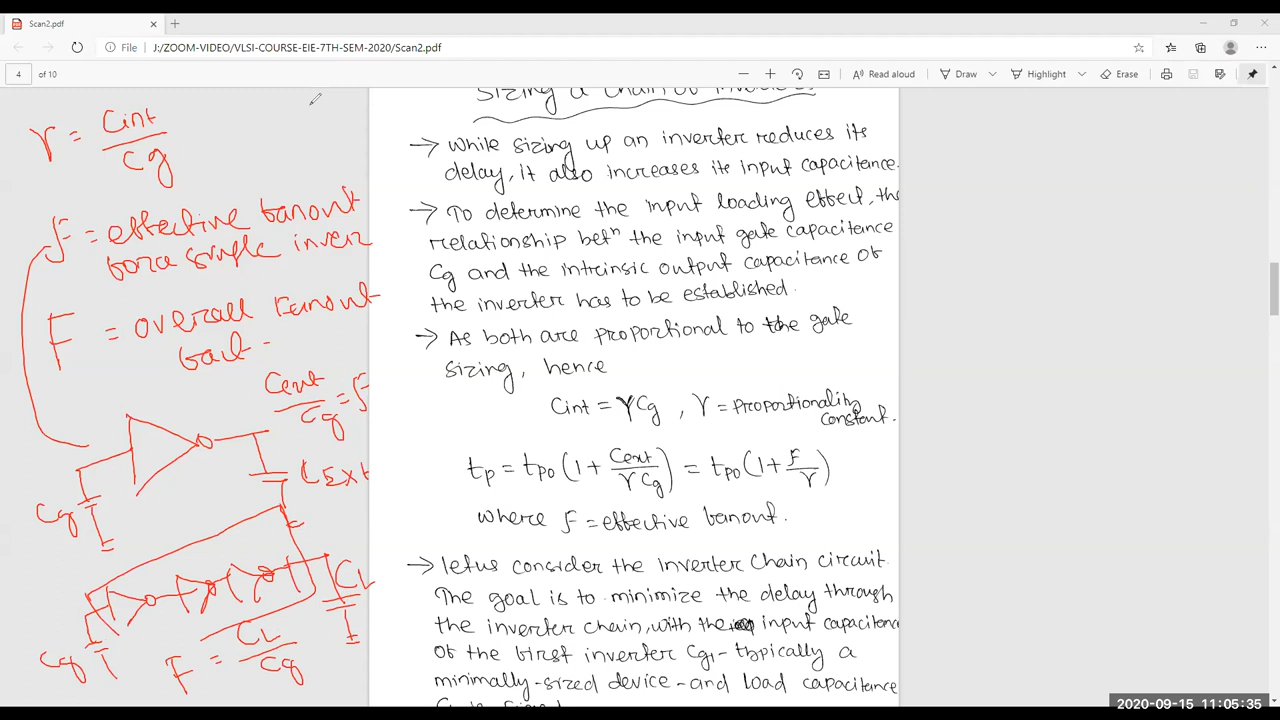 Scan2.pdf
File
J:/ZOOM-VIDEO/VLSI-COURSE-EIE-7TH-SEM-2020/Scan2.pdf
4 of 10
Read aloud
Draw
Highlight
Erase
Sizing a chain of inverters
→ While sizing up an inverter reduces its
delay, it also increases its input capacitance.
→ To determine the input loading effect, the
relationship betn the input gate capacitance
Cg and the intrinsic output capacitance of
the inverter has to be established.
→ As both are proportional to the gate
sizing, hence
Cint = γCg , γ = proportionality
constant.
tp = tpo (1 + Cext/γCg) = tpo (1 + f/γ)
where f = effective fanout.
→ let us consider the inverter chain circuit.
The goal is to minimize the delay through
the inverter chain, with the input capacitance
of the first inverter Cg1 - typically a
minimally-sized device - and load capacitance
γ = Cint/Cg
f = effective fanout
for a single inver
F = overall fanout
Cext/Cg = f
Cg
CExt
CL
Cg
F = CL/Cg
2020-09-15 11:05:35